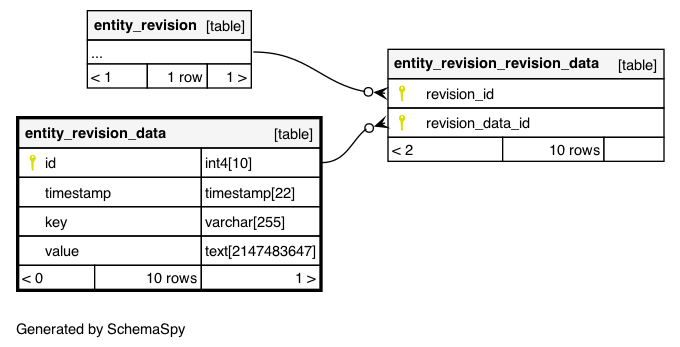 entity_revision [table]
...
< 1 1 row 1 >
entity_revision_revision_data [table]
revision_id
revision_data_id
< 2 10 rows
entity_revision_data [table]
id int4[10]
timestamp timestamp[22]
key varchar[255]
value text[2147483647]
< 0 10 rows 1 >
Generated by SchemaSpy